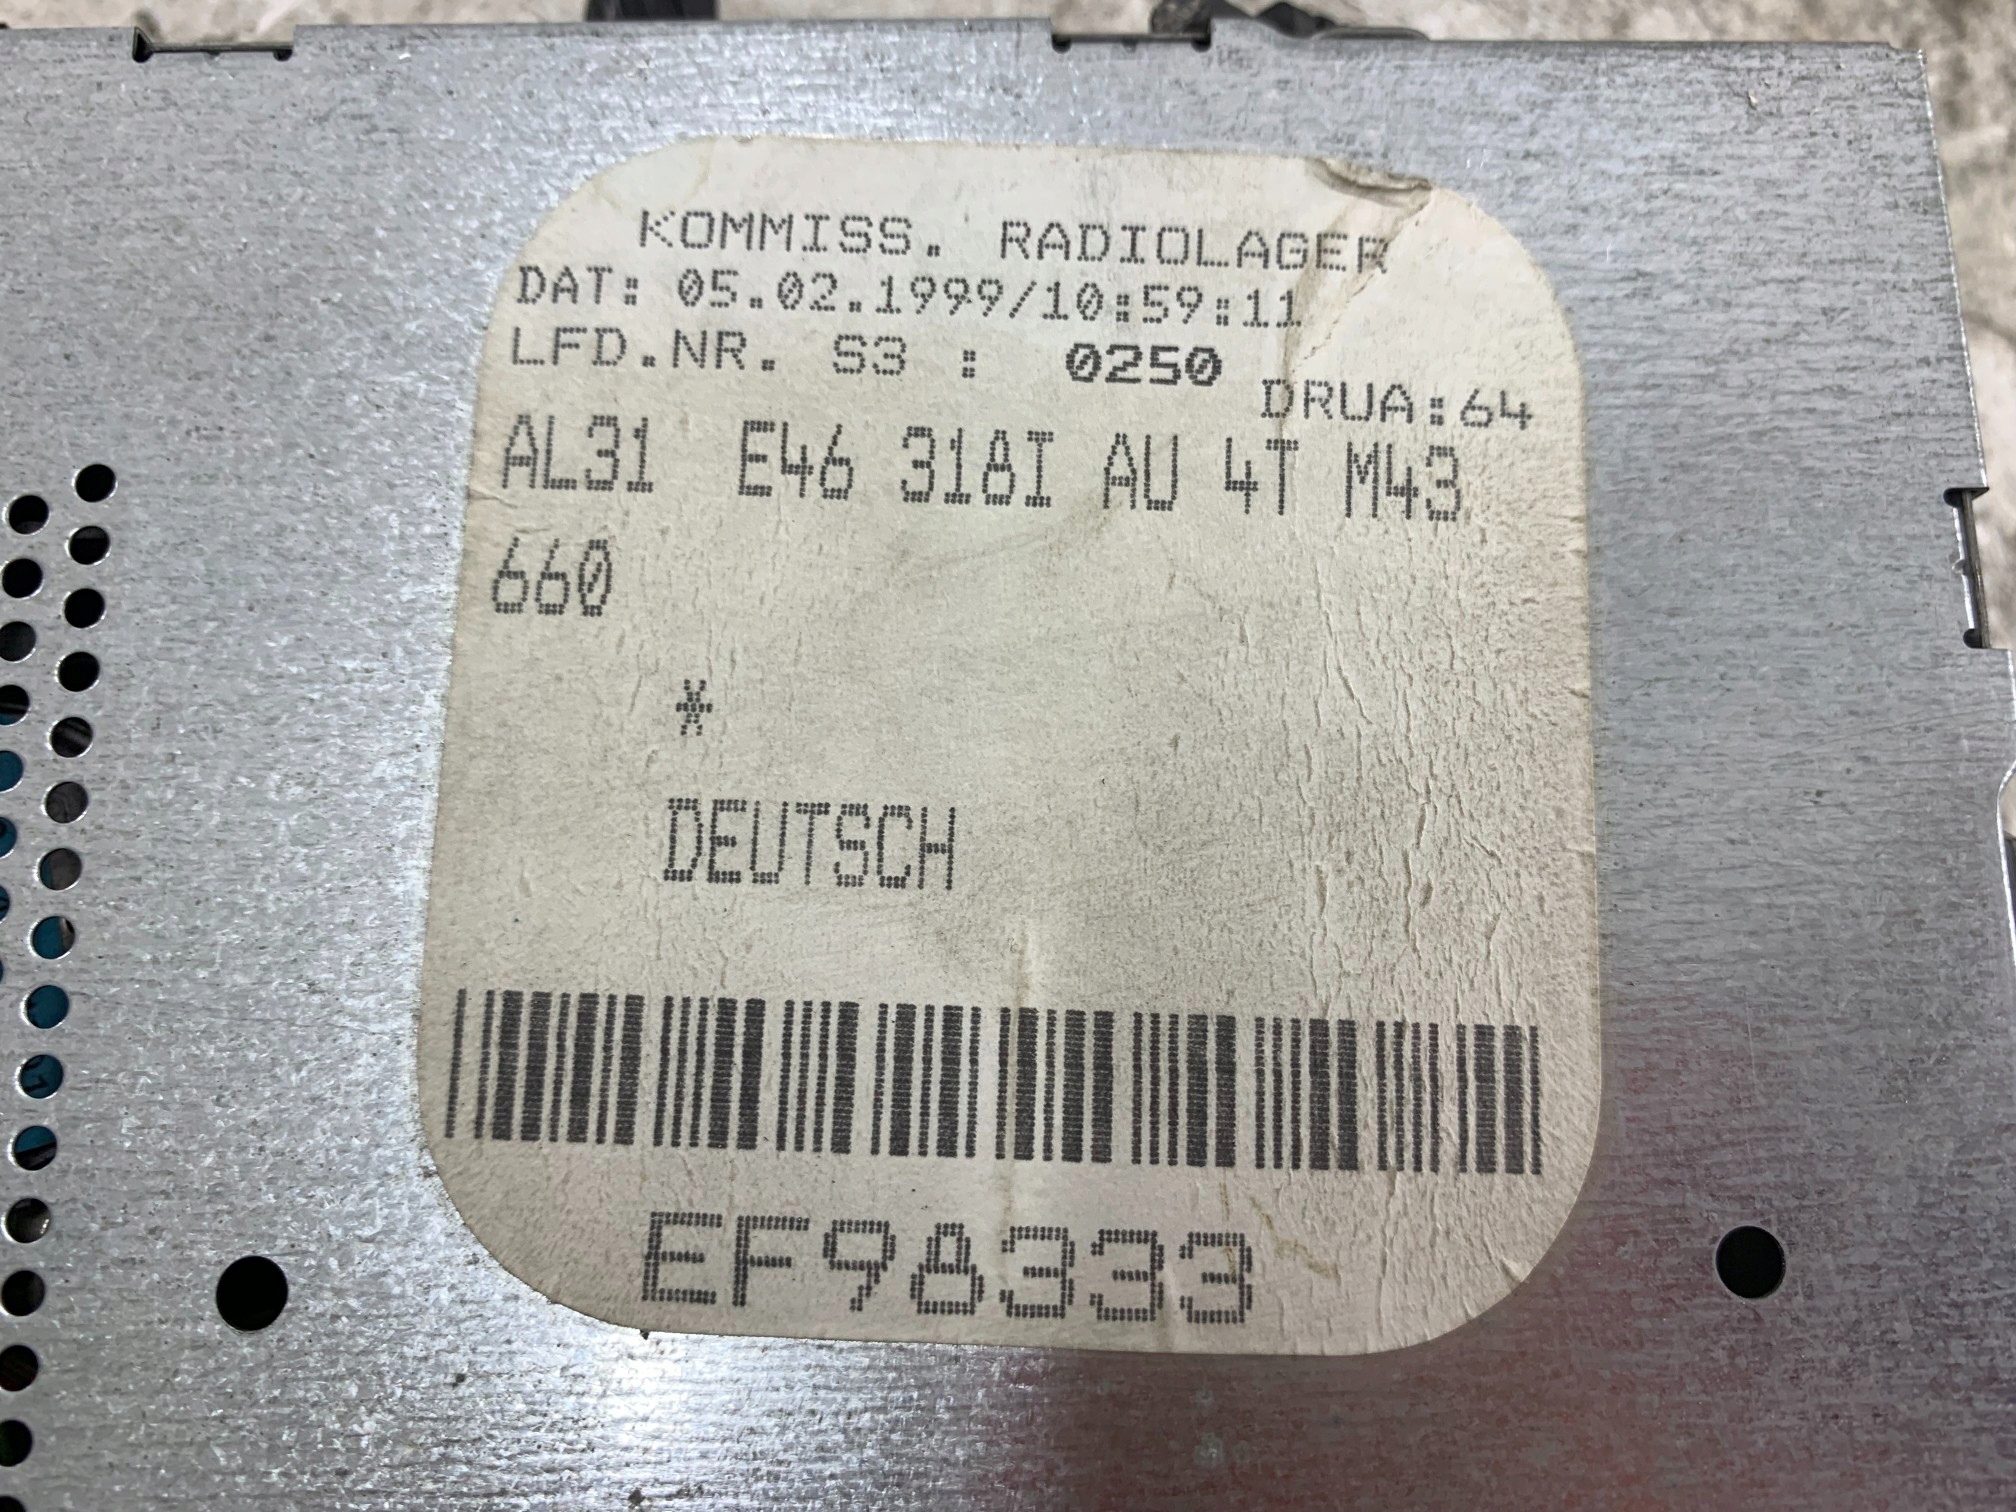 KOMMISS. RADIOLAGER
DAT: 05.02.1999/10:59:11
LFD.NR. S3 : 0250
DRUA:64
AL31 E46 318I AU 4T M43
660
*
DEUTSCH
EF98333